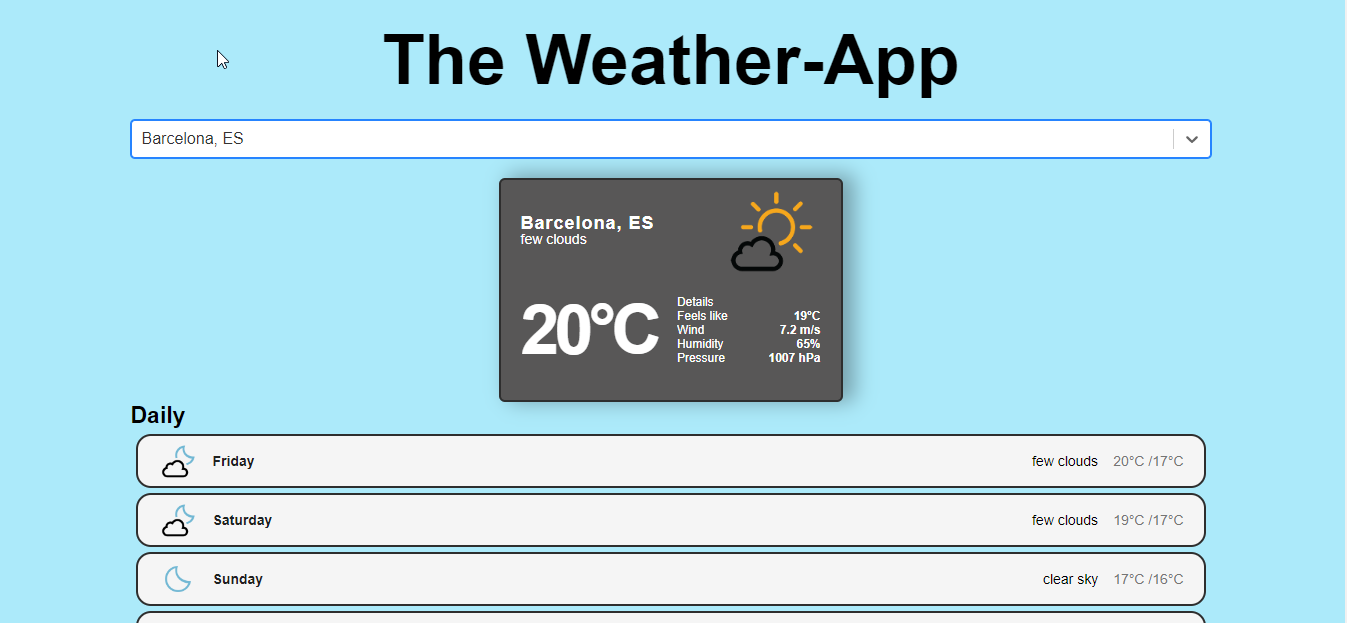 The Weather-App
Barcelona, ES
Barcelona, ES
few clouds
20°C
Details
Feels like 19°C
Wind 7.2 m/s
Humidity 65%
Pressure 1007 hPa
Daily
Friday few clouds 20°C /17°C
Saturday few clouds 19°C /17°C
Sunday clear sky 17°C /16°C